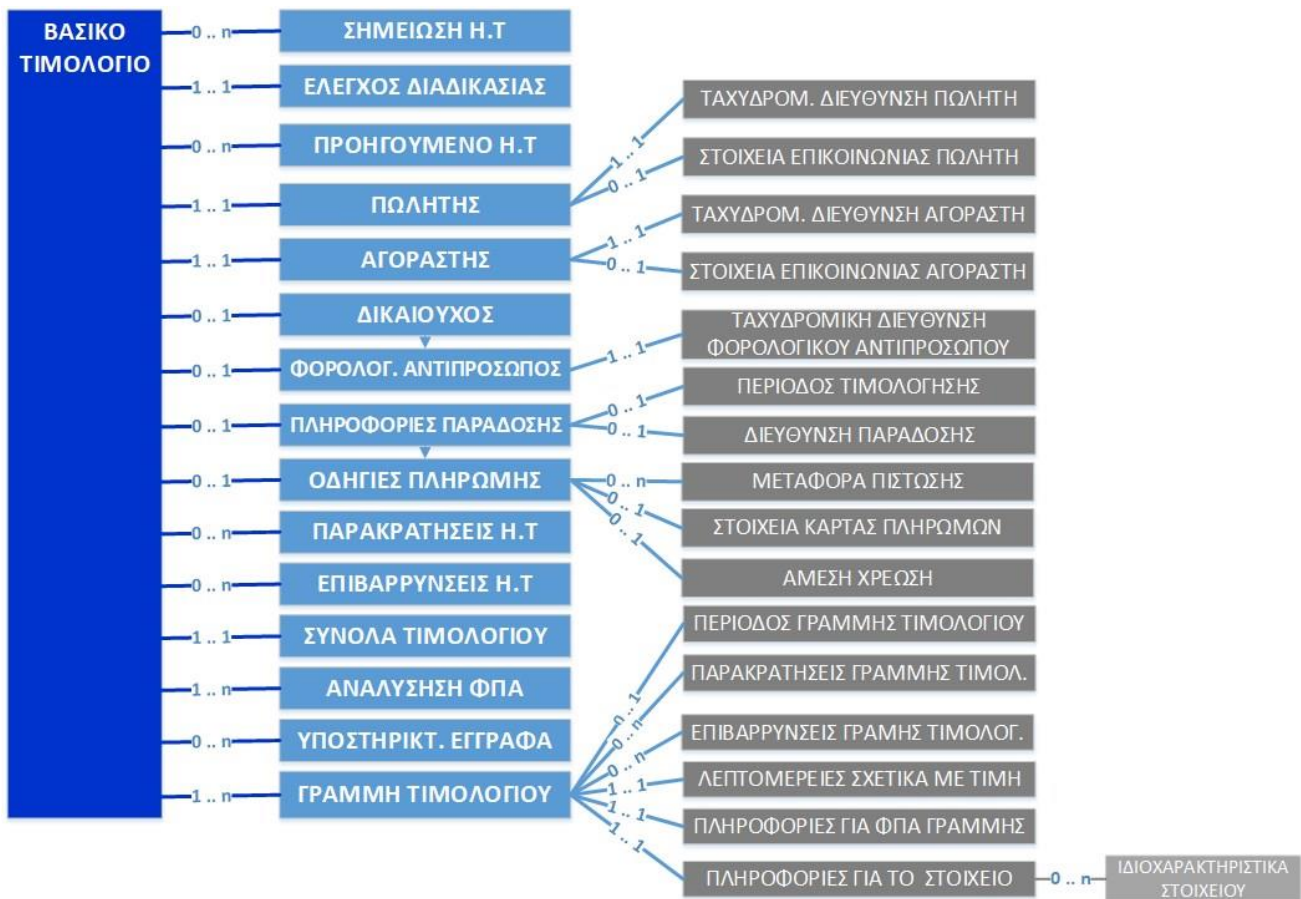 ΒΑΣΙΚΟ
ΤΙΜΟΛΟΓΙΟ
0 .. n
ΣΗΜΕΙΩΣΗ Η.Τ
1 .. 1
ΕΛΕΓΧΟΣ ΔΙΑΔΙΚΑΣΙΑΣ
0 .. n
ΠΡΟΗΓΟΥΜΕΝΟ Η.Τ
1 .. 1
ΠΩΛΗΤΗΣ
1 .. 1
ΤΑΧΥΔΡΟΜ. ΔΙΕΥΘΥΝΣΗ ΠΩΛΗΤΗ
0 .. 1
ΣΤΟΙΧΕΙΑ ΕΠΙΚΟΙΝΩΝΙΑΣ ΠΩΛΗΤΗ
1 .. 1
ΑΓΟΡΑΣΤΗΣ
1 .. 1
ΤΑΧΥΔΡΟΜ. ΔΙΕΥΘΥΝΣΗ ΑΓΟΡΑΣΤΗ
0 .. 1
ΣΤΟΙΧΕΙΑ ΕΠΙΚΟΙΝΩΝΙΑΣ ΑΓΟΡΑΣΤΗ
0 .. 1
ΔΙΚΑΙΟΥΧΟΣ
0 .. 1
ΦΟΡΟΛΟΓ. ΑΝΤΙΠΡΟΣΩΠΟΣ
1 .. 1
ΤΑΧΥΔΡΟΜΙΚΗ ΔΙΕΥΘΥΝΣΗ
ΦΟΡΟΛΟΓΙΚΟΥ ΑΝΤΙΠΡΟΣΩΠΟΥ
0 .. 1
ΠΛΗΡΟΦΟΡΙΕΣ ΠΑΡΑΔΟΣΗΣ
0 .. 1
ΠΕΡΙΟΔΟΣ ΤΙΜΟΛΟΓΗΣΗΣ
0 .. 1
ΔΙΕΥΘΥΝΣΗ ΠΑΡΑΔΟΣΗΣ
0 .. 1
ΟΔΗΓΙΕΣ ΠΛΗΡΩΜΗΣ
0 .. n
ΜΕΤΑΦΟΡΑ ΠΙΣΤΩΣΗΣ
0 .. 1
ΣΤΟΙΧΕΙΑ ΚΑΡΤΑΣ ΠΛΗΡΩΜΩΝ
0 .. 1
ΑΜΕΣΗ ΧΡΕΩΣΗ
0 .. n
ΠΑΡΑΚΡΑΤΗΣΕΙΣ Η.Τ
0 .. n
ΕΠΙΒΑΡΡΥΝΣΕΙΣ Η.Τ
1 .. 1
ΣΥΝΟΛΑ ΤΙΜΟΛΟΓΙΟΥ
1 .. n
ΑΝΑΛΥΣΗΣΗ ΦΠΑ
0 .. n
ΥΠΟΣΤΗΡΙΚΤ. ΕΓΓΡΑΦΑ
1 .. n
ΓΡΑΜΜΗ ΤΙΜΟΛΟΓΙΟΥ
n .. 1
ΠΕΡΙΟΔΟΣ ΓΡΑΜΜΗΣ ΤΙΜΟΛΟΓΙΟΥ
0 .. n
ΠΑΡΑΚΡΑΤΗΣΕΙΣ ΓΡΑΜΜΗΣ ΤΙΜΟΛ.
0 .. n
ΕΠΙΒΑΡΡΥΝΣΕΙΣ ΓΡΑΜΗΣ ΤΙΜΟΛΟΓ.
1 .. 1
ΛΕΠΤΟΜΕΡΕΙΕΣ ΣΧΕΤΙΚΑ ΜΕ ΤΙΜΗ
1 .. 1
ΠΛΗΡΟΦΟΡΙΕΣ ΓΙΑ ΦΠΑ ΓΡΑΜΜΗΣ
1 .. 1
ΠΛΗΡΟΦΟΡΙΕΣ ΓΙΑ ΤΟ ΣΤΟΙΧΕΙΟ
0 .. n
ΙΔΙΟΧΑΡΑΚΤΗΡΙΣΤΙΚΑ
ΣΤΟΙΧΕΙΟΥ